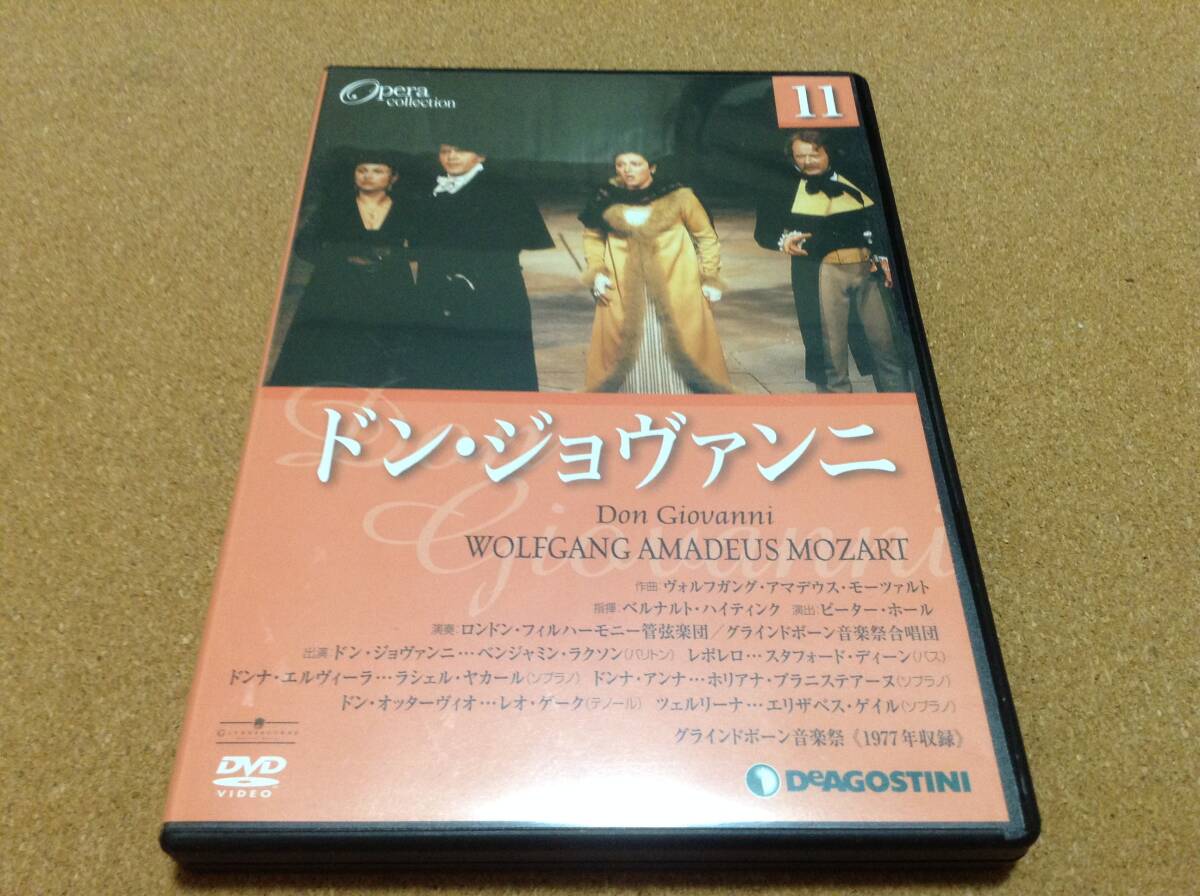 Opera
collection
11
ドン・ジョヴァンニ
Don Giovanni
Don Giovanni
WOLFGANG AMADEUS MOZART
作曲:ヴォルフガング・アマデウス・モーツァルト
指揮:ベルナルト・ハイティンク 演出:ピーター・ホール
演奏:ロンドン・フィルハーモニー管弦楽団/グラインドボーン音楽祭合唱団
出演:ドン・ジョヴァンニ…ベンジャミン・ラクソン(バリトン) レポレロ…スタフォード・ディーン(バス)
ドンナ・エルヴィーラ…ラシェル・ヤカール(ソプラノ) ドンナ・アンナ…ホリアナ・ブラニステアーヌ(ソプラノ)
ドン・オッターヴィオ…レオ・ゲーク(テノール) ツェルリーナ…エリザベス・ゲイル(ソプラノ)
グラインドボーン音楽祭《1977年収録》
GLYNDEBOURNE
DVD
VIDEO
DeAGOSTINI